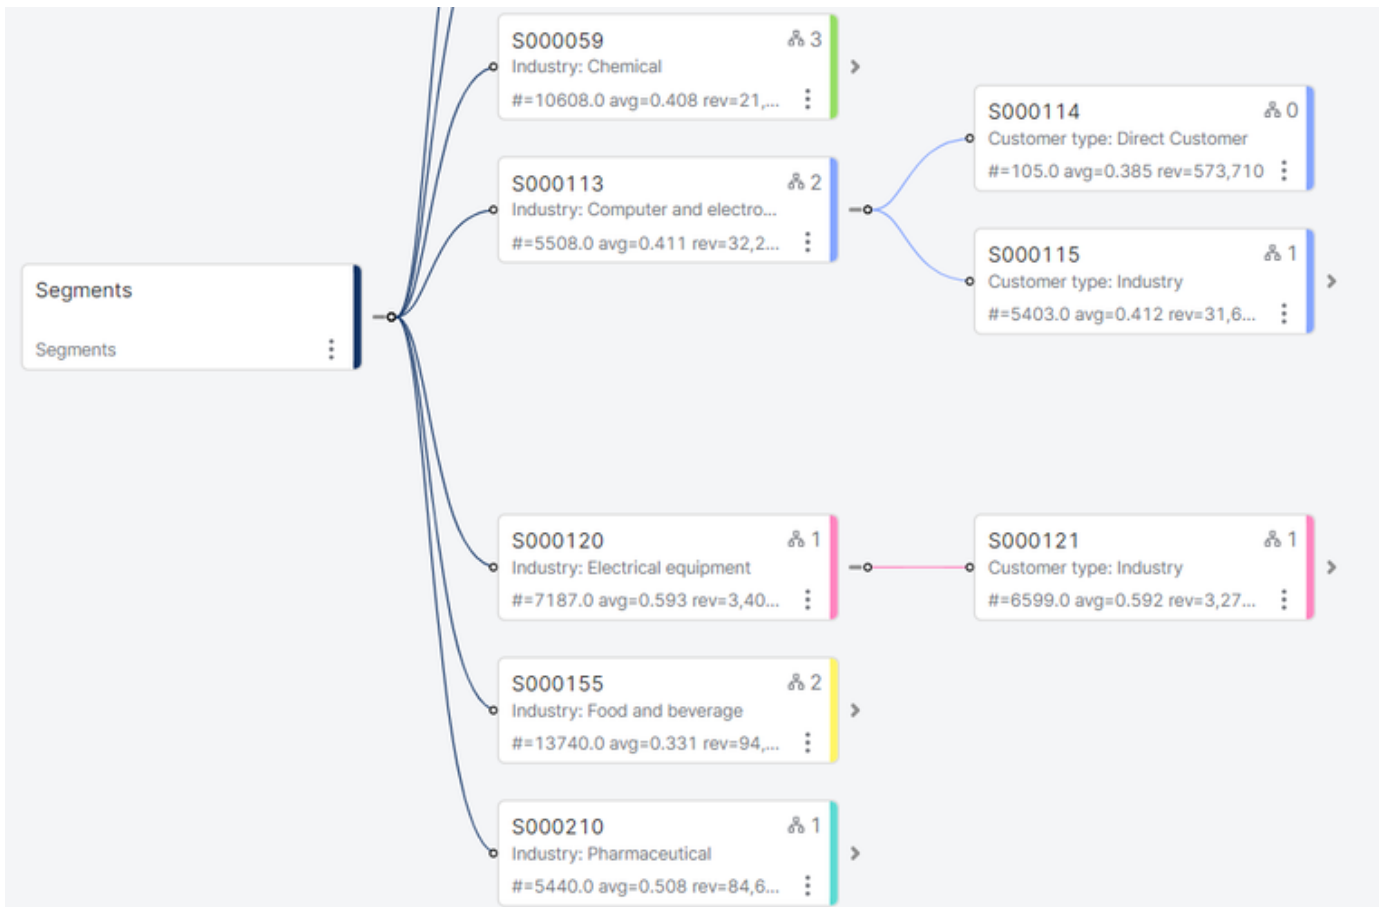 S000059
3
Industry: Chemical
#=10608.0 avg=0.408 rev=21,...
S000113
2
Industry: Computer and electro...
#=5508.0 avg=0.411 rev=32,2...
S000114
0
Customer type: Direct Customer
#=105.0 avg=0.385 rev=573,710
S000115
1
Customer type: Industry
#=5403.0 avg=0.412 rev=31,6...
Segments
Segments
S000120
1
Industry: Electrical equipment
#=7187.0 avg=0.593 rev=3,40...
S000121
1
Customer type: Industry
#=6599.0 avg=0.592 rev=3,27...
S000155
2
Industry: Food and beverage
#=13740.0 avg=0.331 rev=94,...
S000210
1
Industry: Pharmaceutical
#=5440.0 avg=0.508 rev=84,6...